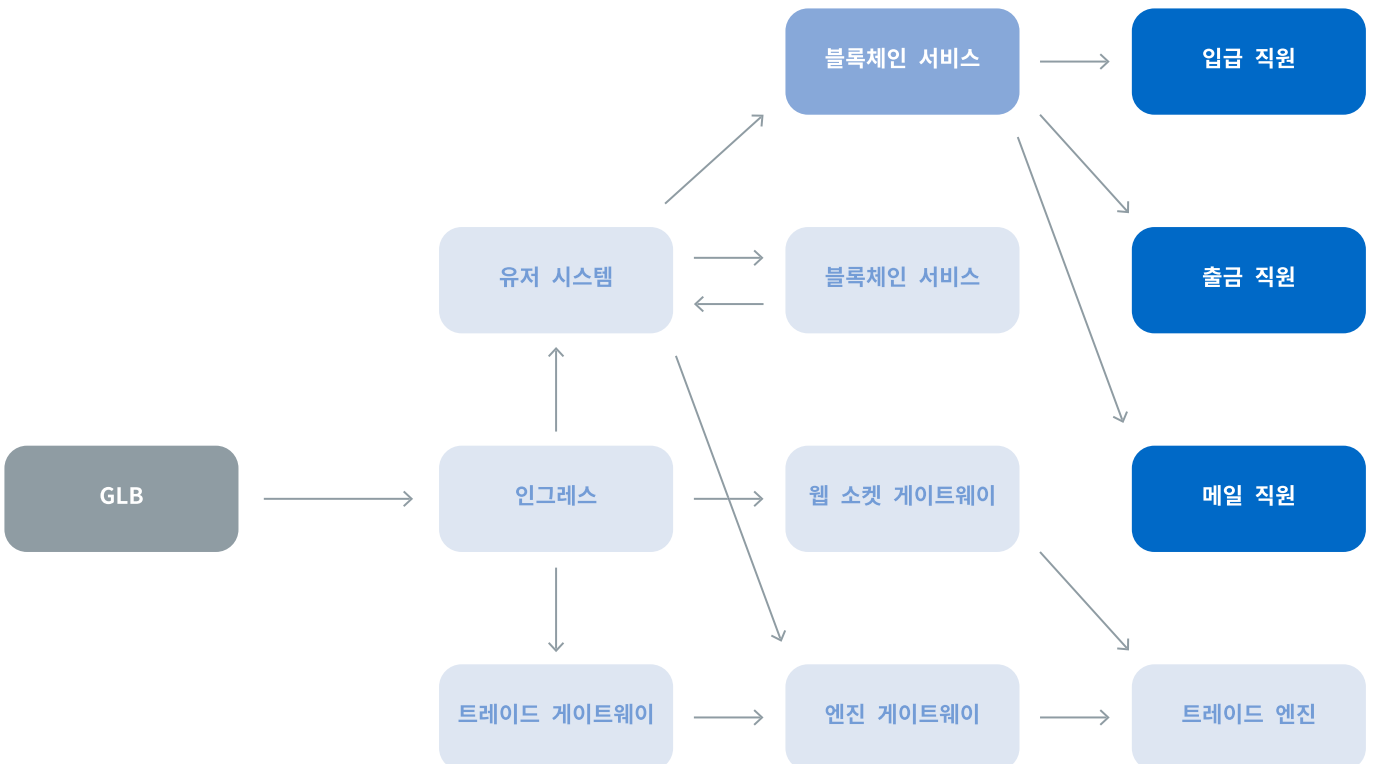 블록체인 서비스
입급 직원
유저 시스템
블록체인 서비스
출금 직원
GLB
인그레스
웹 소켓 게이트웨이
메일 직원
트레이드 게이트웨이
엔진 게이트웨이
트레이드 엔진